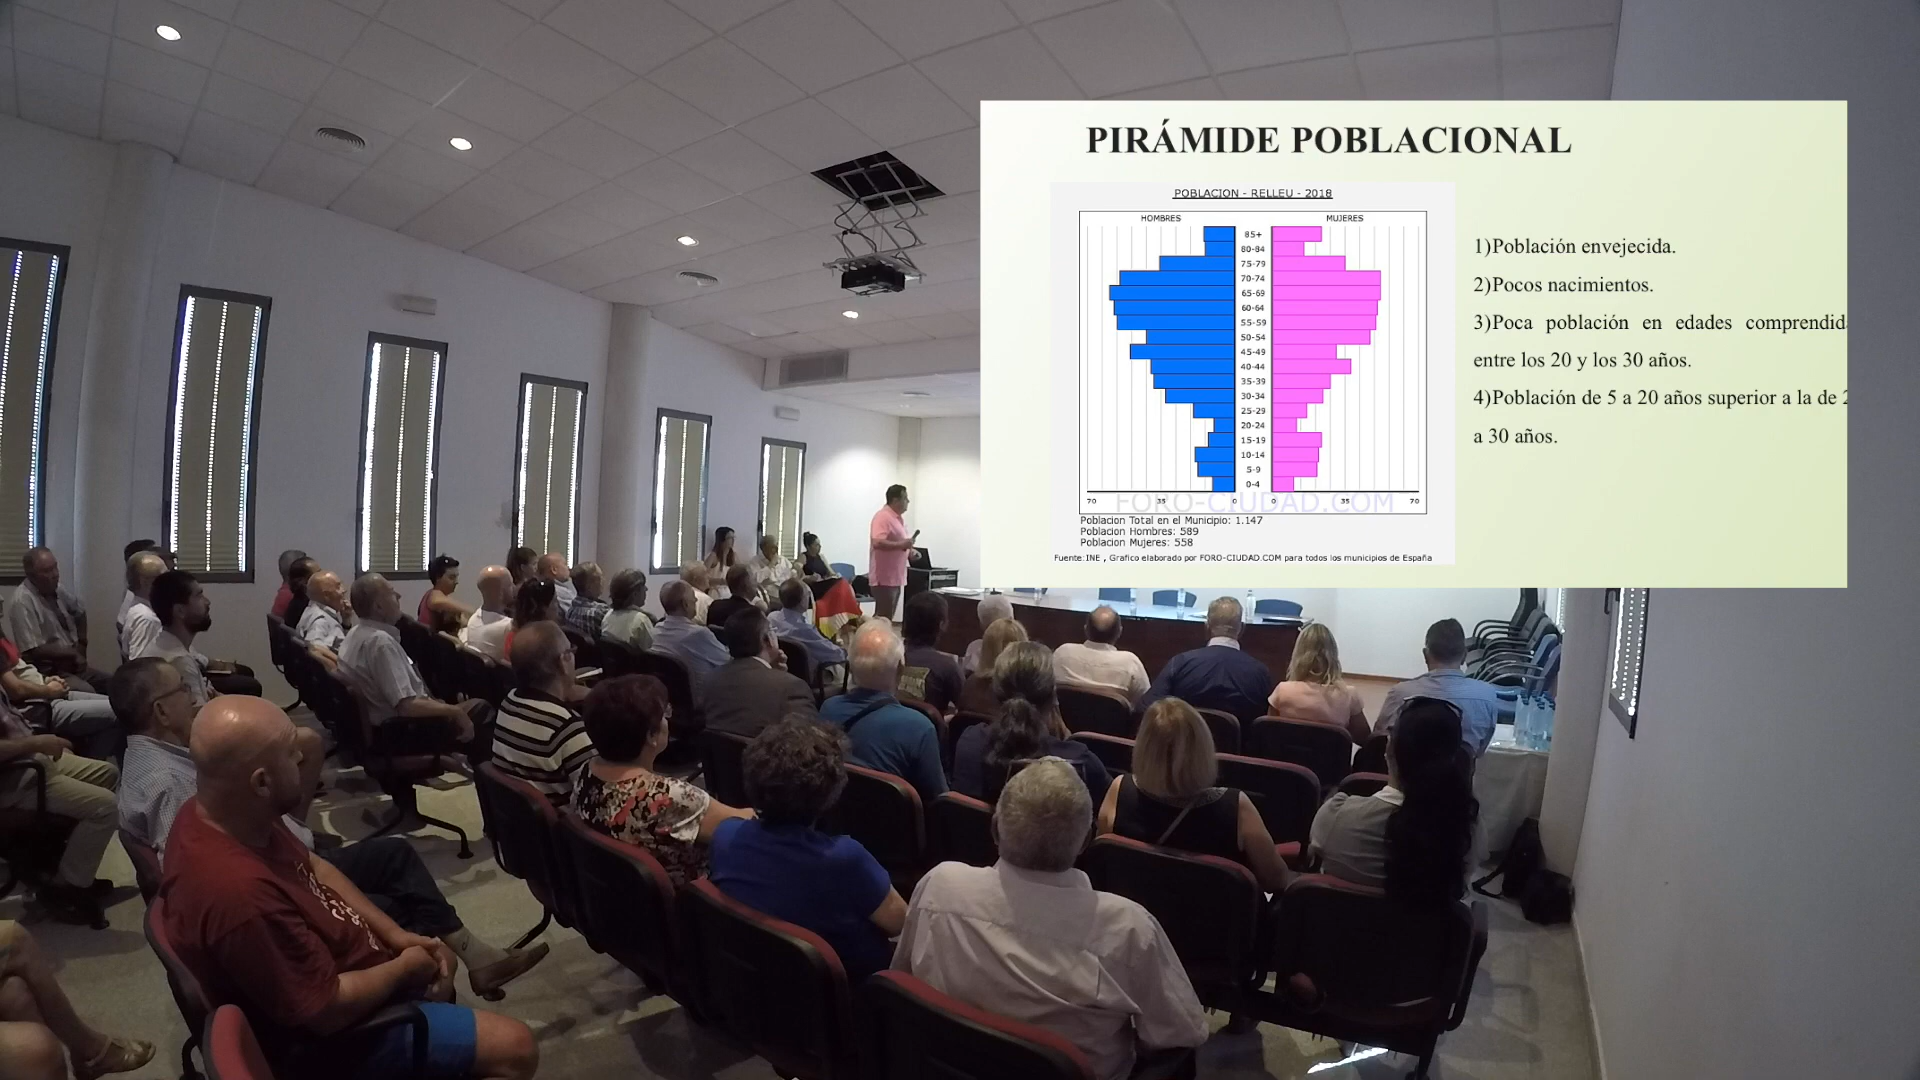 PIRÁMIDE POBLACIONAL
POBLACION - RELLEU - 2018
HOMBRES MUJERES
85+
80-84
75-79
70-74
65-69
60-64
55-59
50-54
45-49
40-44
35-39
30-34
25-29
20-24
15-19
10-14
5-9
0-4
70 35 0 0 35 70
FORO-CIUDAD.COM
Poblacion Total en el Municipio: 1.147
Poblacion Hombres: 589
Poblacion Mujeres: 558
Fuente: INE , Grafico elaborado por FORO-CIUDAD.COM para todos los municipios de España
1)Población envejecida.
2)Pocos nacimientos.
3)Poca población en edades
entre los 20 y los 30 años.
4)Población de 5 a 20 años superior a la de
a 30 años.